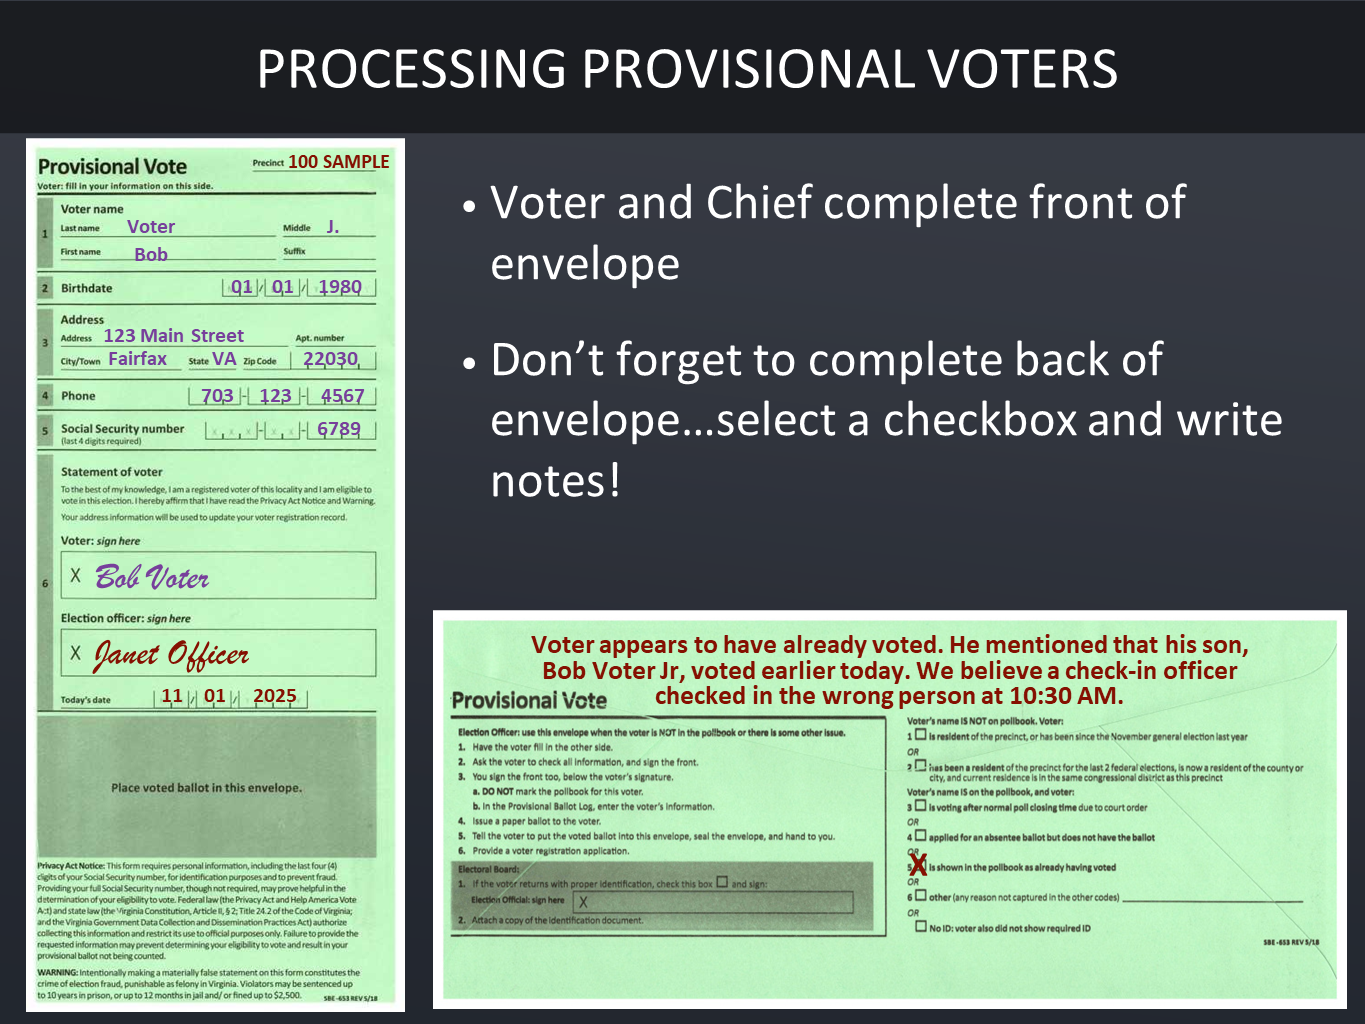 PROCESSING PROVISIONAL VOTERS
Provisional Vote
Precinct 100 SAMPLE
Voter: fill in your information on this side.
1
Voter name
Last name Voter Middle J.
First name Bob Suffix
2 Birthdate 01 / 01 / 1980
3
Address
Address 123 Main Street Apt. number
City/Town Fairfax State VA Zip Code 22030
4 Phone 703 - 123 - 4567
5 Social Security number x x x - x x - 6789
(last 4 digits required)
6
Statement of voter
To the best of my knowledge, I am a registered voter of this locality and I am eligible to
vote in this election. I hereby affirm that I have read the Privacy Act Notice and Warning.
Your address information will be used to update your voter registration record.
Voter: sign here
X Bob Voter
Election officer: sign here
X Janet Officer
Today's date 11 / 01 / 2025
Place voted ballot in this envelope.
Privacy Act Notice: This form requires personal information, including the last four (4)
digits of your Social Security number, for identification purposes and to prevent fraud.
Providing your full Social Security number, though not required, may prove helpful in the
determination of your eligibility to vote. Federal law (the Privacy Act and Help America Vote
Act) and state law (the Virginia Constitution, Article II, § 2; Title 24.2 of the Code of Virginia;
and the Virginia Government Data Collection and Dissemination Practices Act) authorize
collecting this information and restrict its use to official purposes only. Failure to provide the
requested information may prevent determining your eligibility to vote and result in your
provisional ballot not being counted.
WARNING: Intentionally making a materially false statement on this form constitutes the
crime of election fraud, punishable as felony in Virginia. Violators may be sentenced up
to 10 years in prison, or up to 12 months in jail and/ or fined up to $2,500.
SBE -653 REV 5/18
• Voter and Chief complete front of
envelope
• Don’t forget to complete back of
envelope...select a checkbox and write
notes!
Voter appears to have already voted. He mentioned that his son,
Bob Voter Jr, voted earlier today. We believe a check-in officer
checked in the wrong person at 10:30 AM.
Provisional Vote
Election Officer: use this envelope when the voter is NOT in the pollbook or there is some other issue.
1. Have the voter fill in the other side.
2. Ask the voter to check all information, and sign the front.
3. You sign the front too, below the voter's signature.
a. DO NOT mark the pollbook for this voter.
b. In the Provisional Ballot Log, enter the voter's information.
4. Issue a paper ballot to the voter.
5. Tell the voter to put the voted ballot into this envelope, seal the envelope, and hand to you.
6. Provide a voter registration application.
Electoral Board:
1. If the voter returns with proper identification, check this box and sign:
Election Official: sign here X
2. Attach a copy of the identification document.
Voter's name IS NOT on pollbook. Voter:
1 is resident of the precinct, or has been since the November general election last year
OR
2 has been a resident of the precinct for the last 2 federal elections, is now a resident of the county or
city, and current residence is in the same congressional district as this precinct
Voter's name IS on the pollbook, and voter:
3 is voting after normal poll closing time due to court order
OR
4 applied for an absentee ballot but does not have the ballot
OR
5 X is shown in the pollbook as already having voted
OR
6 other (any reason not captured in the other codes)
OR
No ID: voter also did not show required ID
SBE -653 REV 5/18